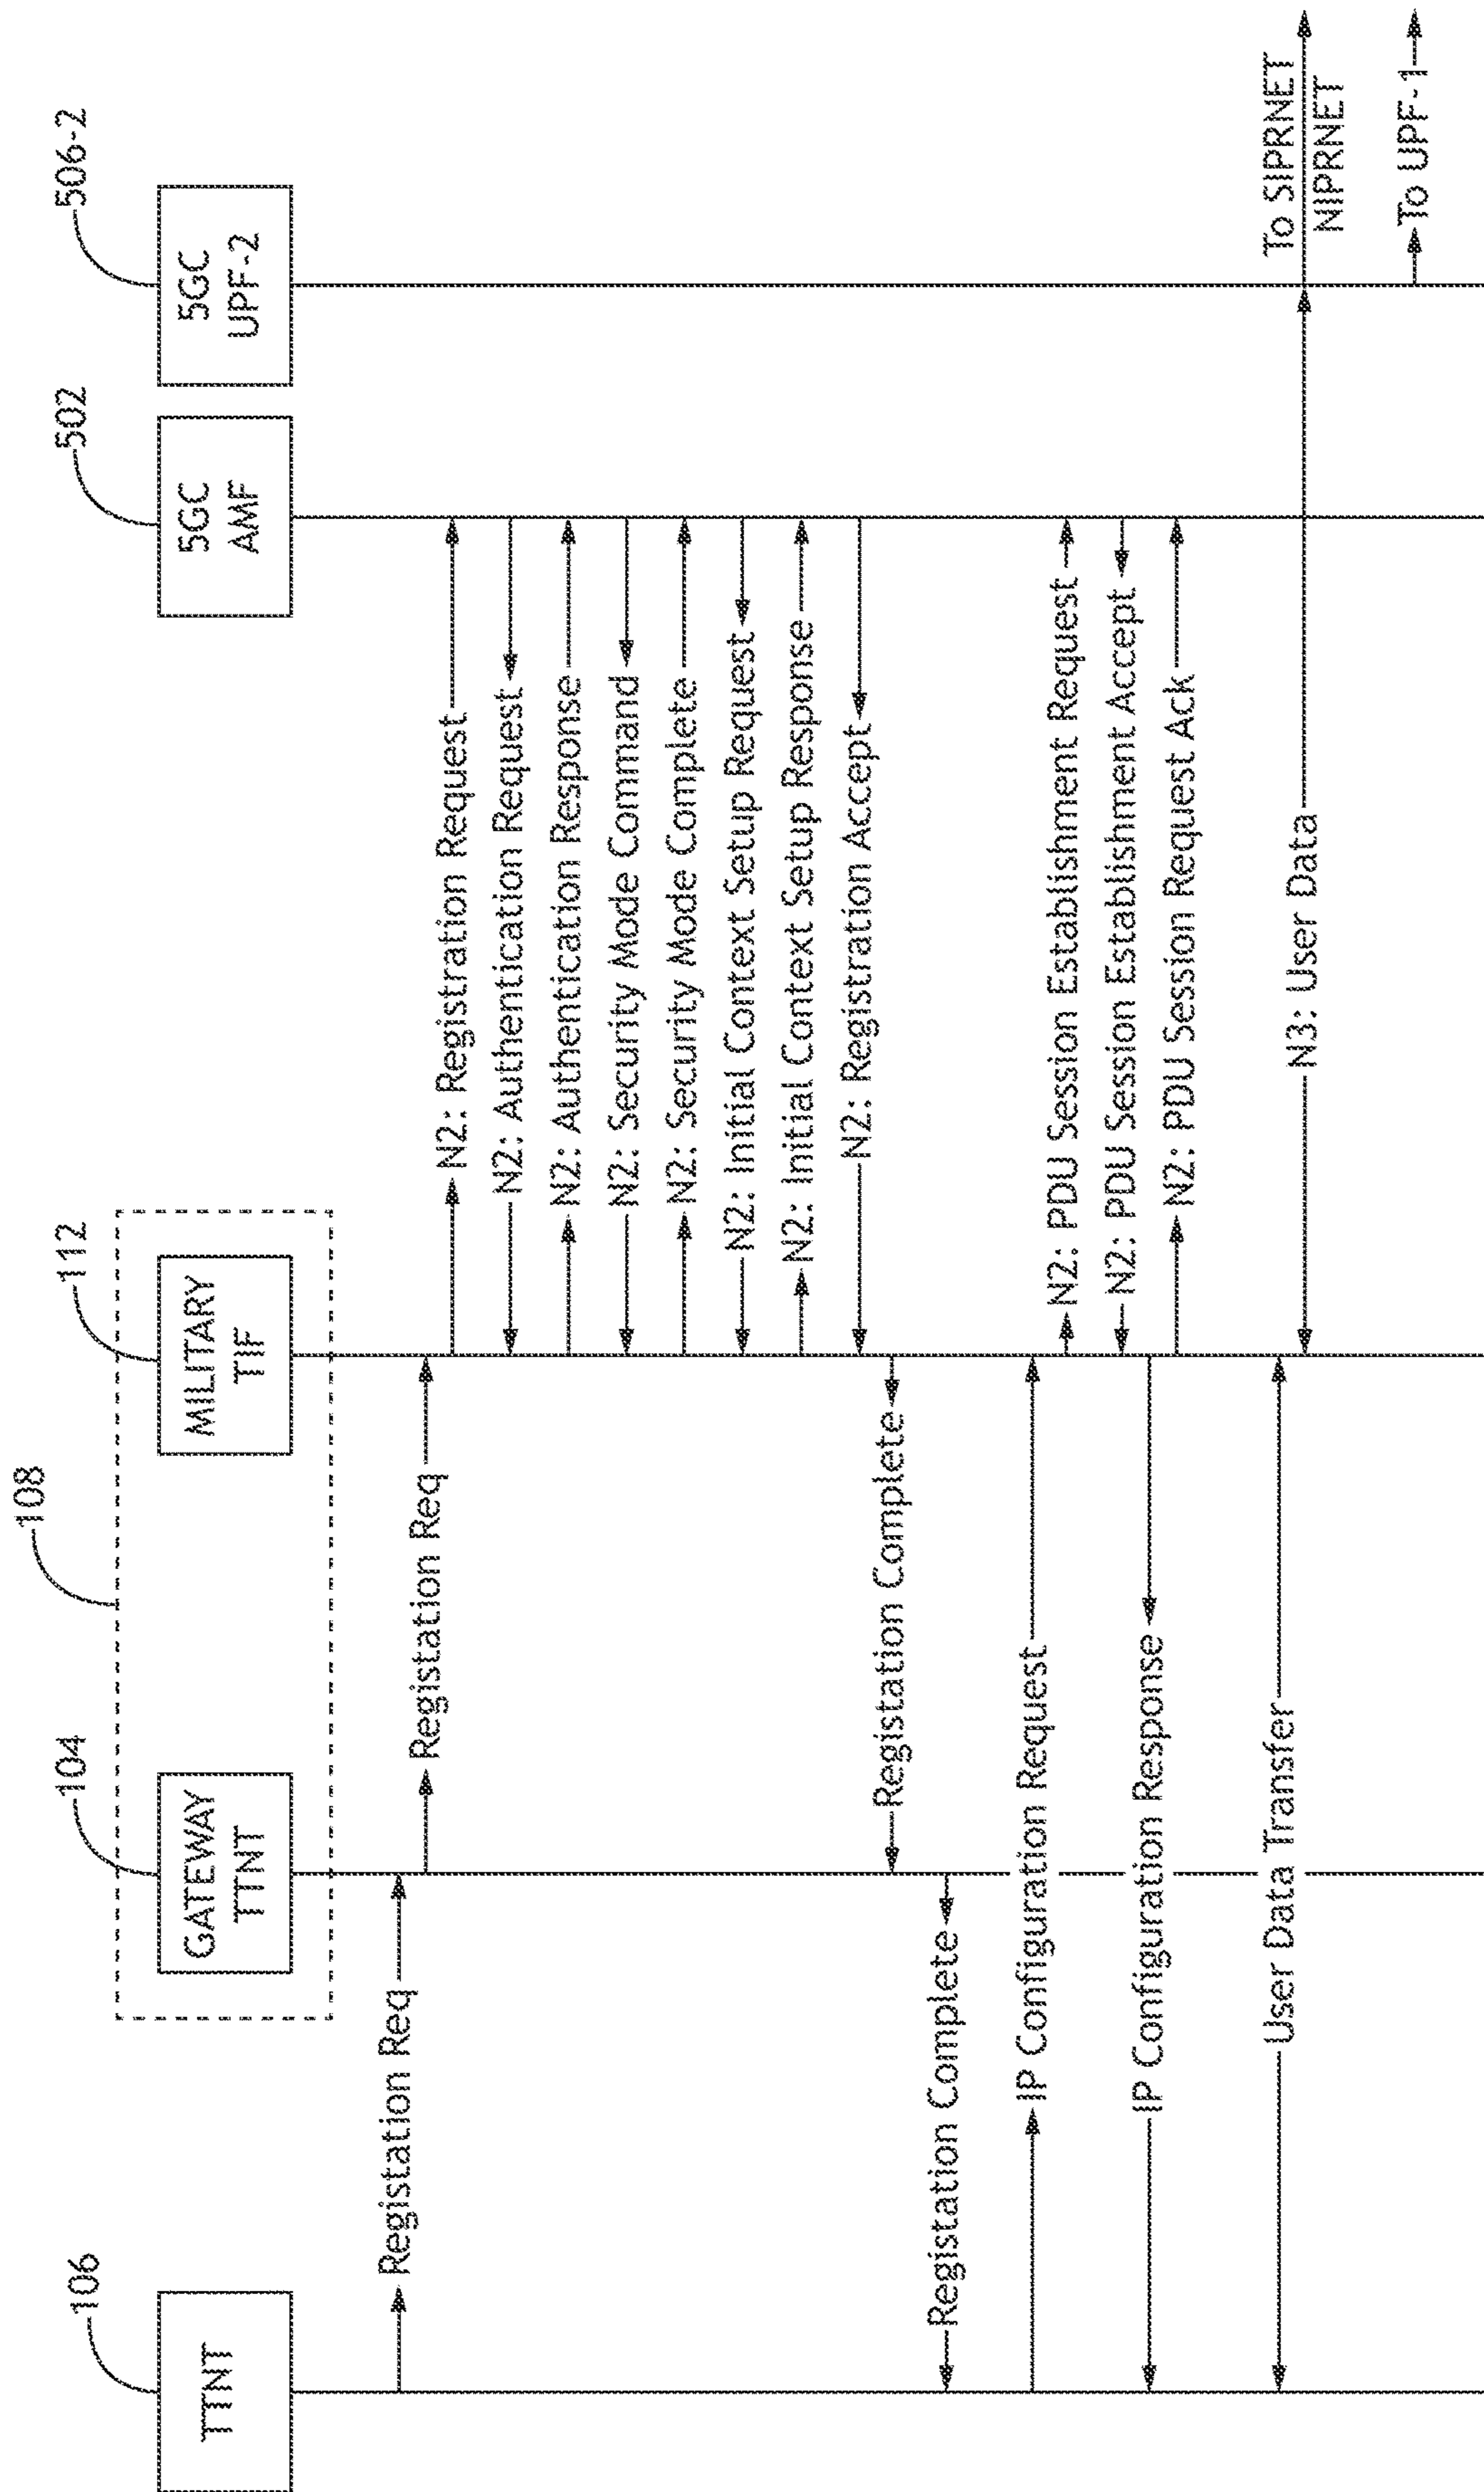 106
TTNT
108
104
GATEWAY
TTNT
112
MILITARY
TIF
502
5GC
AMF
506-2
5GC
UPF-2
Registation Req
Registation Req
N2: Registration Request
N2: Authentication Request
N2: Authentication Response
N2: Security Mode Command
N2: Security Mode Complete
N2: Initial Context Setup Request
N2: Initial Context Setup Response
N2: Registration Accept
Registation Complete
Registation Complete
IP Configuration Request
N2: PDU Session Establishment Request
N2: PDU Session Establishment Accept
IP Configuration Response
N2: PDU Session Request Ack
User Data Transfer
N3: User Data
To SIPRNET
NIPRNET
To UPF-1